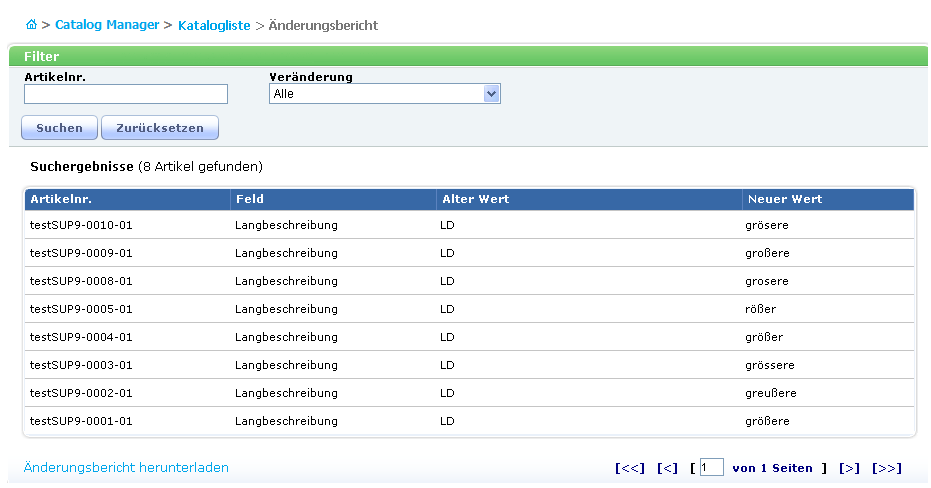 > Catalog Manager > Katalogliste > Änderungsbericht
Filter
Artikelnr. Veränderung
Alle
Suchen Zurücksetzen
Suchergebnisse (8 Artikel gefunden)
Artikelnr. Feld Alter Wert Neuer Wert
testSUP9-0010-01 Langbeschreibung LD grösere
testSUP9-0009-01 Langbeschreibung LD großere
testSUP9-0008-01 Langbeschreibung LD grosere
testSUP9-0005-01 Langbeschreibung LD rößer
testSUP9-0004-01 Langbeschreibung LD größer
testSUP9-0003-01 Langbeschreibung LD grössere
testSUP9-0002-01 Langbeschreibung LD greußere
testSUP9-0001-01 Langbeschreibung LD größere
Änderungsbericht herunterladen [<<] [<] [ 1 von 1 Seiten ] [>] [>>]